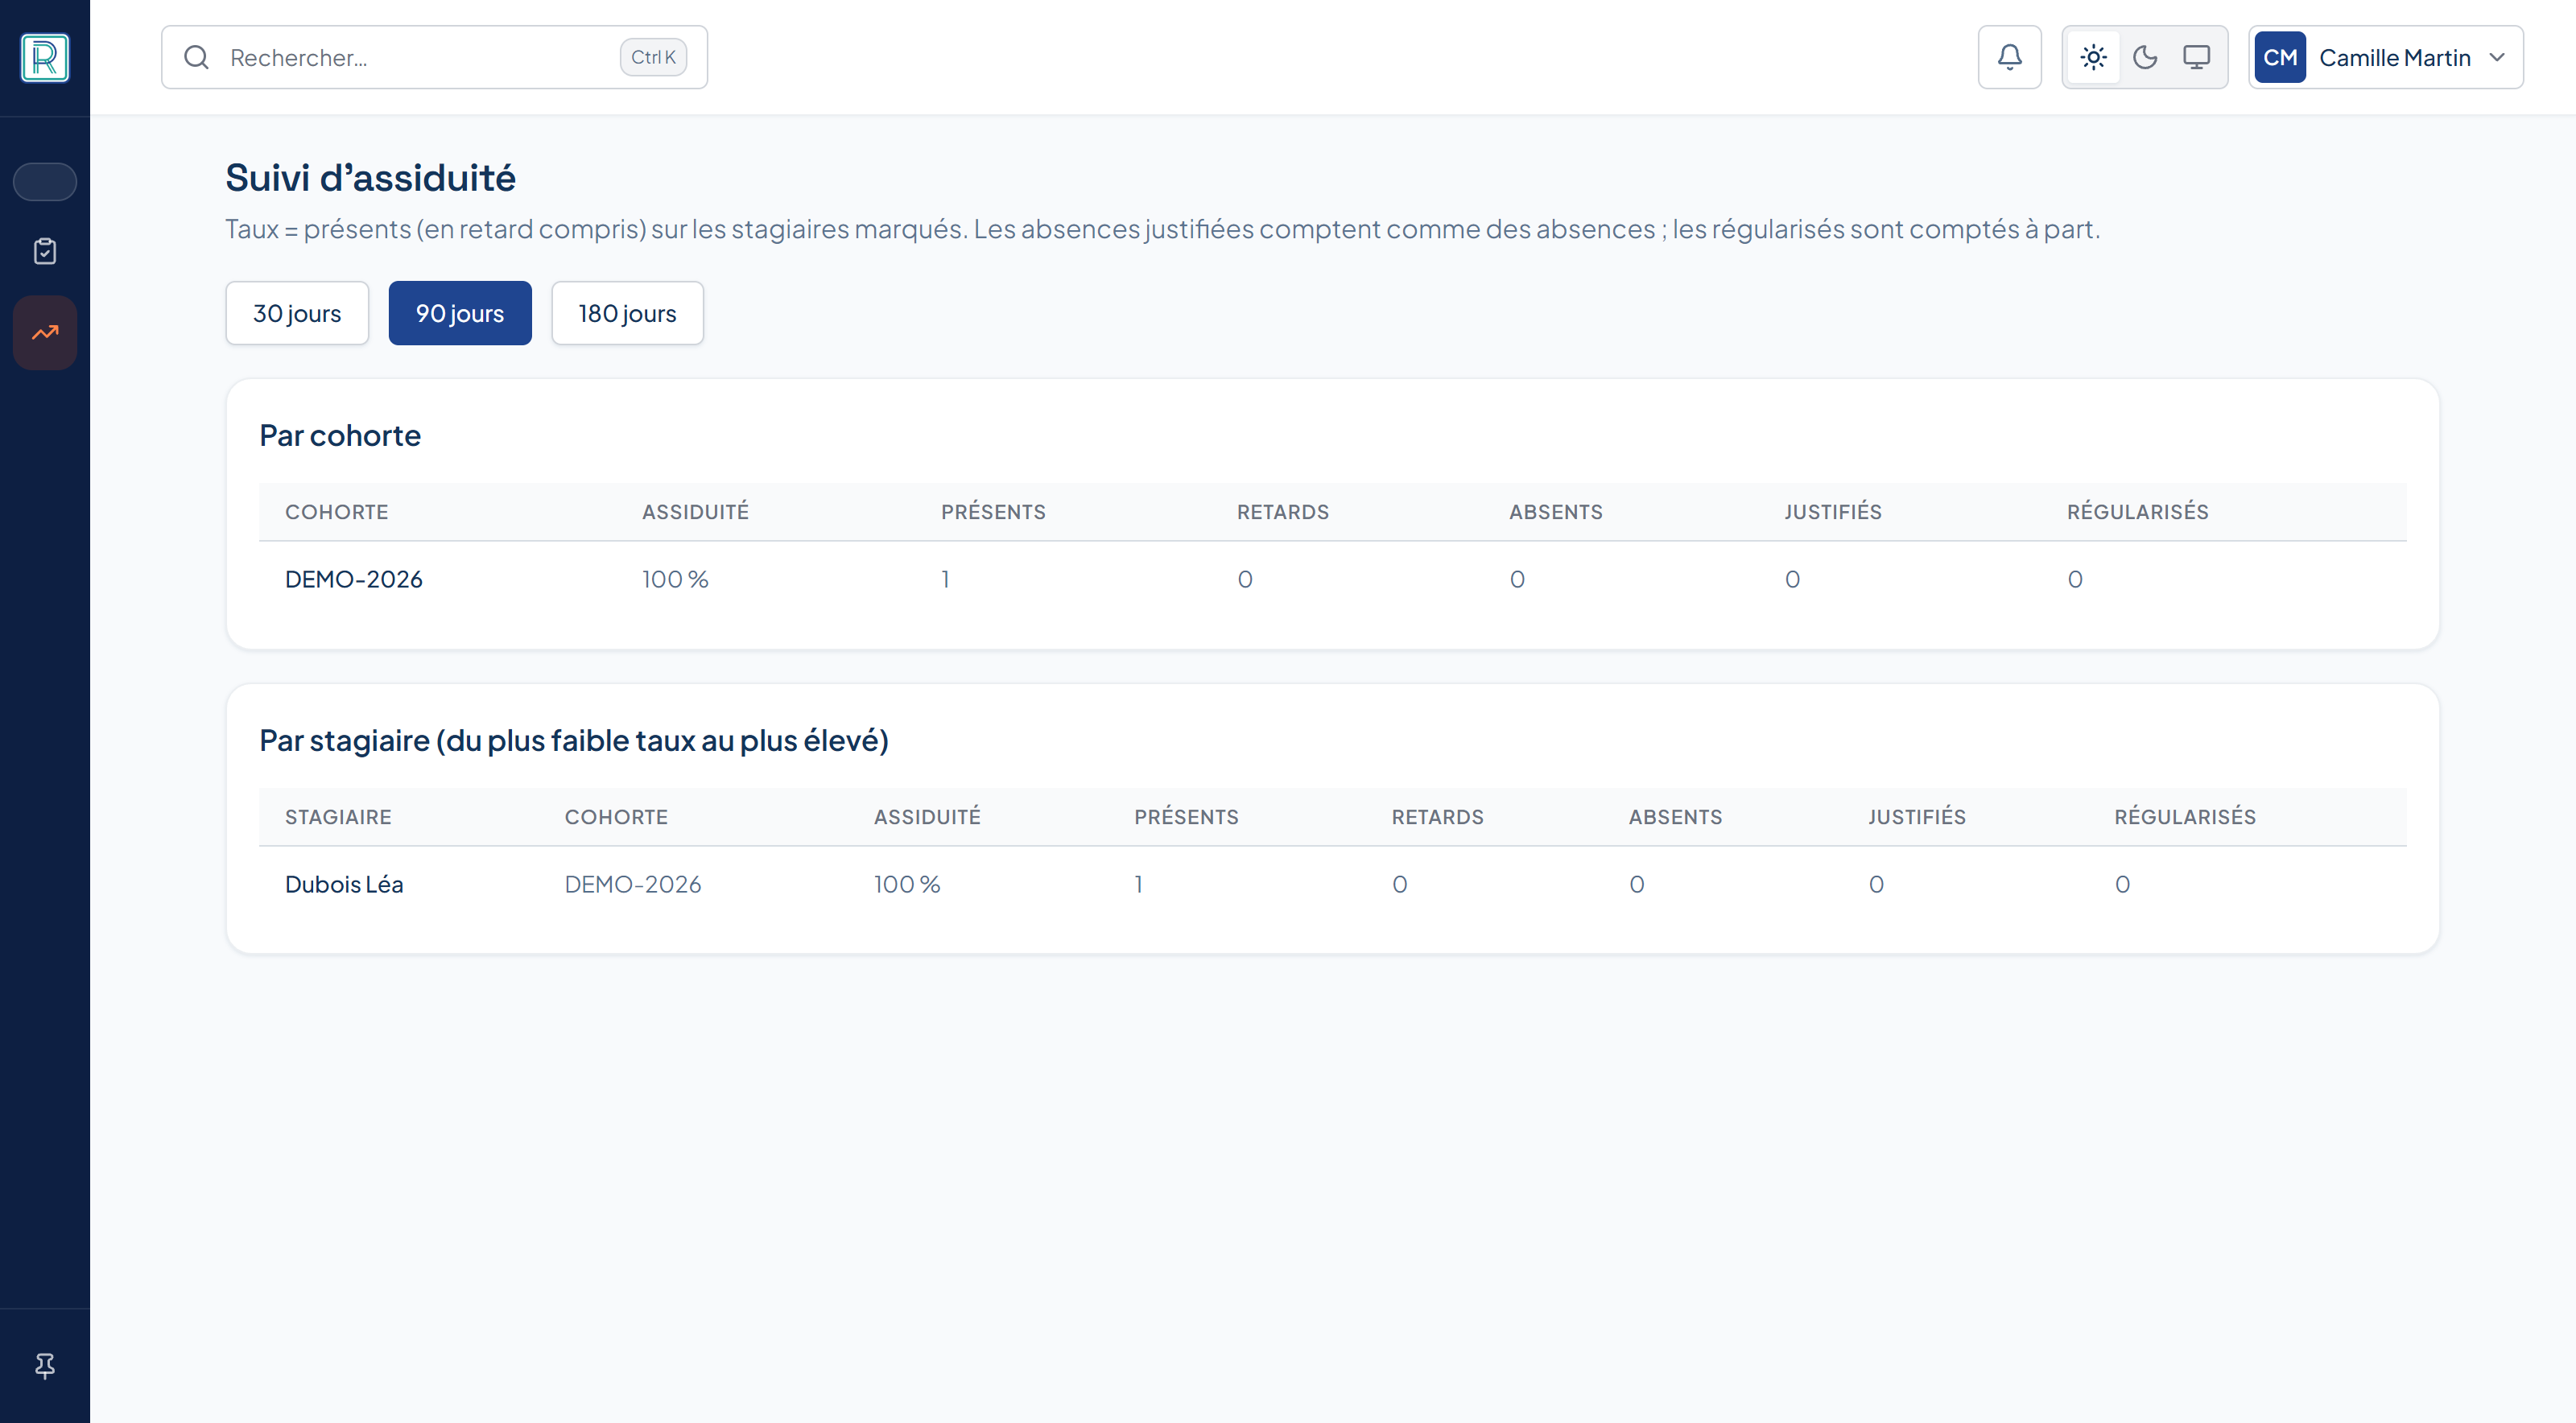 R
Rechercher...
Ctrl K
CM
Camille Martin
Suivi d'assiduité
Taux = présents (en retard compris) sur les stagiaires marqués. Les absences justifiées comptent comme des absences ; les régularisés sont comptés à part.
30 jours
90 jours
180 jours
Par cohorte
COHORTE ASSIDUITÉ PRÉSENTS RETARDS ABSENTS JUSTIFIÉS RÉGULARISÉS
DEMO-2026 100 % 1 0 0 0 0
Par stagiaire (du plus faible taux au plus élevé)
STAGIAIRE COHORTE ASSIDUITÉ PRÉSENTS RETARDS ABSENTS JUSTIFIÉS RÉGULARISÉS
Dubois Léa DEMO-2026 100 % 1 0 0 0 0